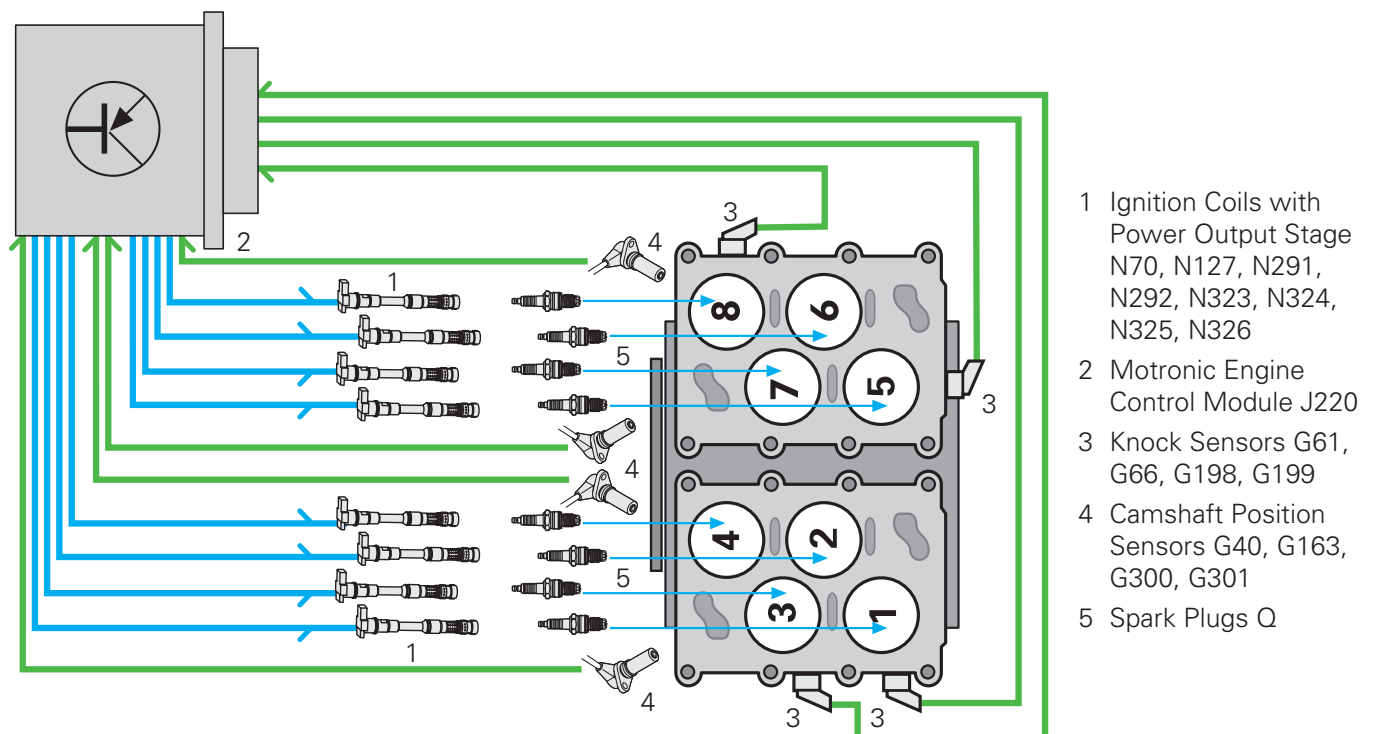 3
2
4
1
8
6
5
7
5
3
4
4
2
5
3
1
1
4
3
3
1 Ignition Coils with
Power Output Stage
N70, N127, N291,
N292, N323, N324,
N325, N326
2 Motronic Engine
Control Module J220
3 Knock Sensors G61,
G66, G198, G199
4 Camshaft Position
Sensors G40, G163,
G300, G301
5 Spark Plugs Q